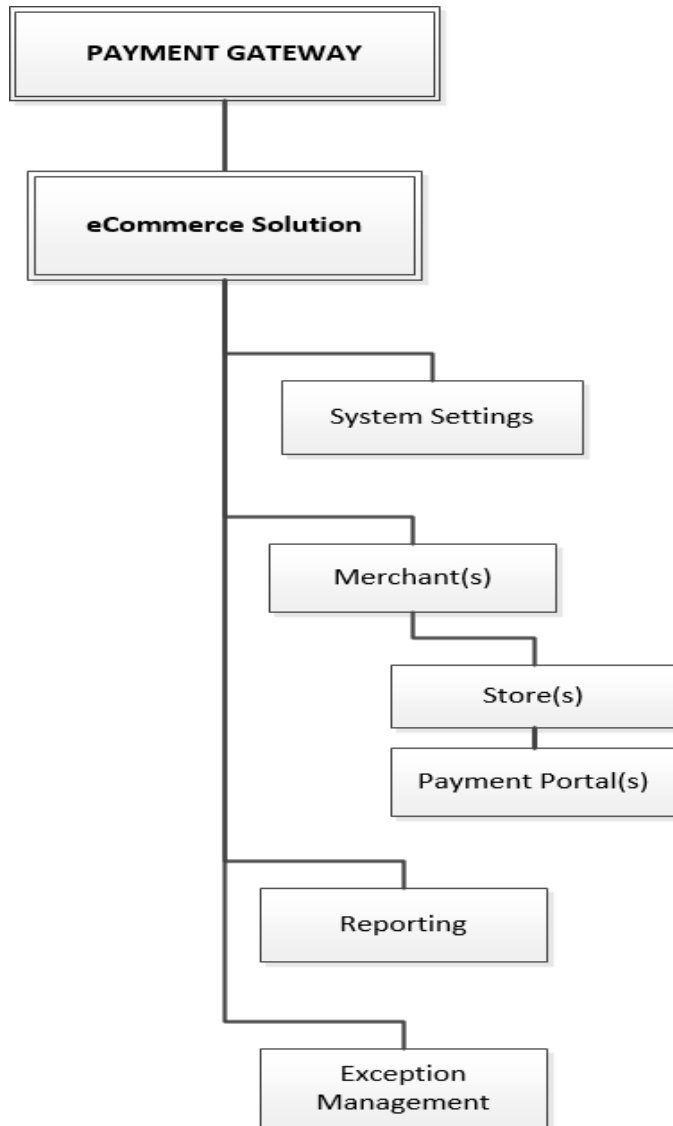 PAYMENT GATEWAY
eCommerce Solution
System Settings
Merchant(s)
Store(s)
Payment Portal(s)
Reporting
Exception
Management